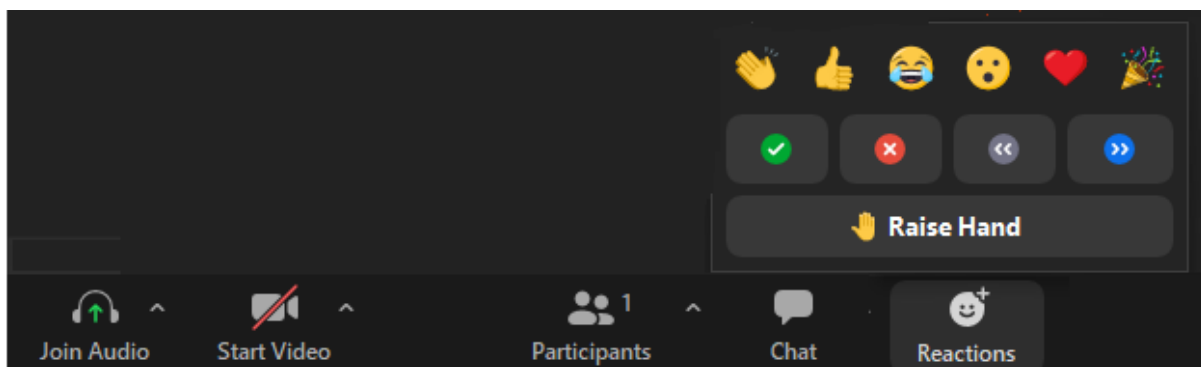 Raise Hand
1
Join Audio
Start Video
Participants
Chat
Reactions